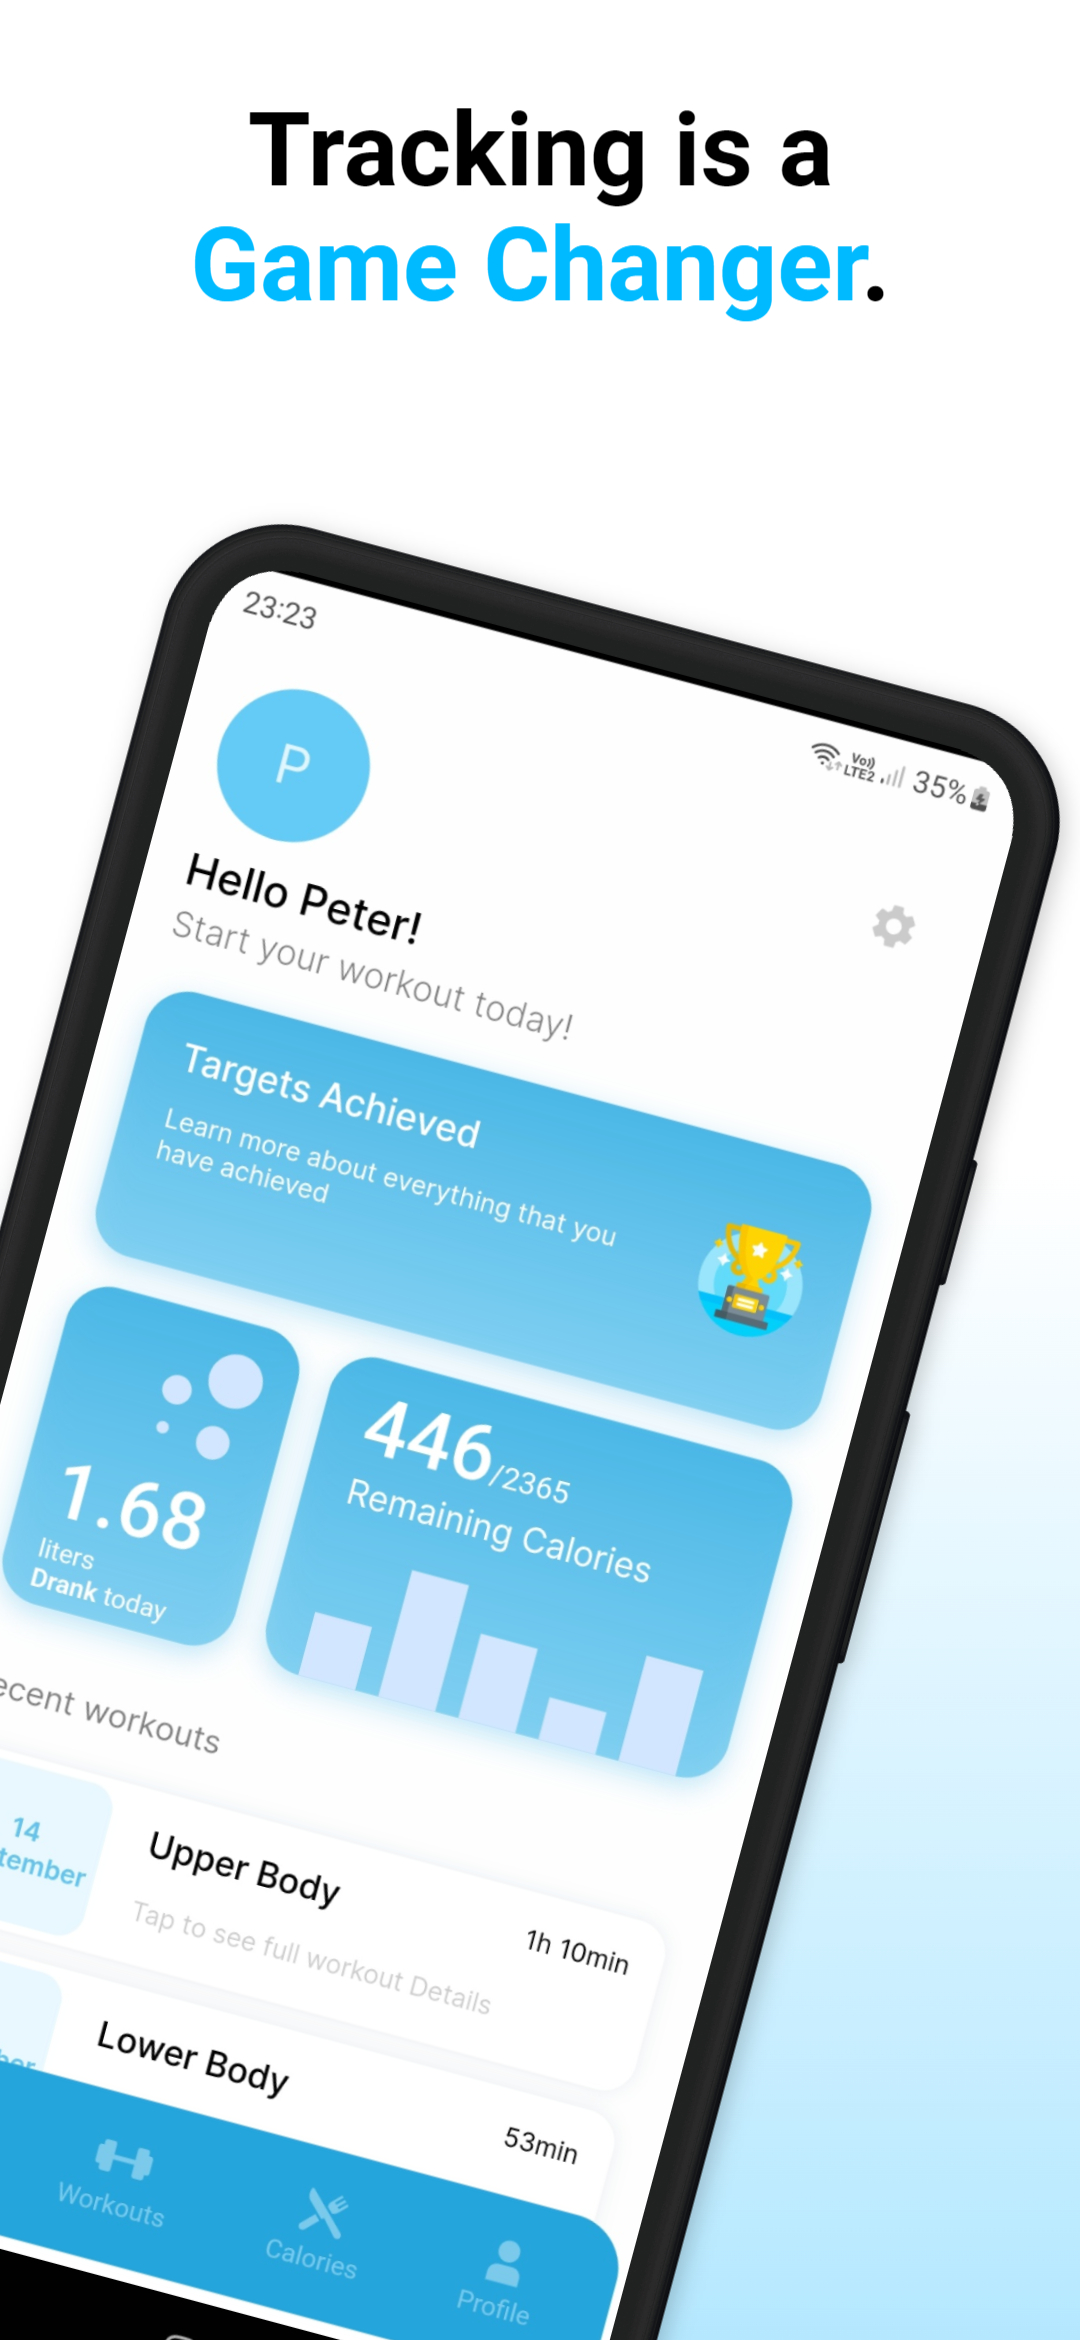 Tracking is a
Game Changer.
23:23
Vo))
LTE2
35%
P
Hello Peter!
Start your workout today!
Targets Achieved
Learn more about everything that you
have achieved
1.68
liters
Drank today
446/2365
Remaining Calories
ecent workouts
14
tember
Upper Body
Tap to see full workout Details
1h 10min
Lower Body
53min
Workouts
Calories
Profile